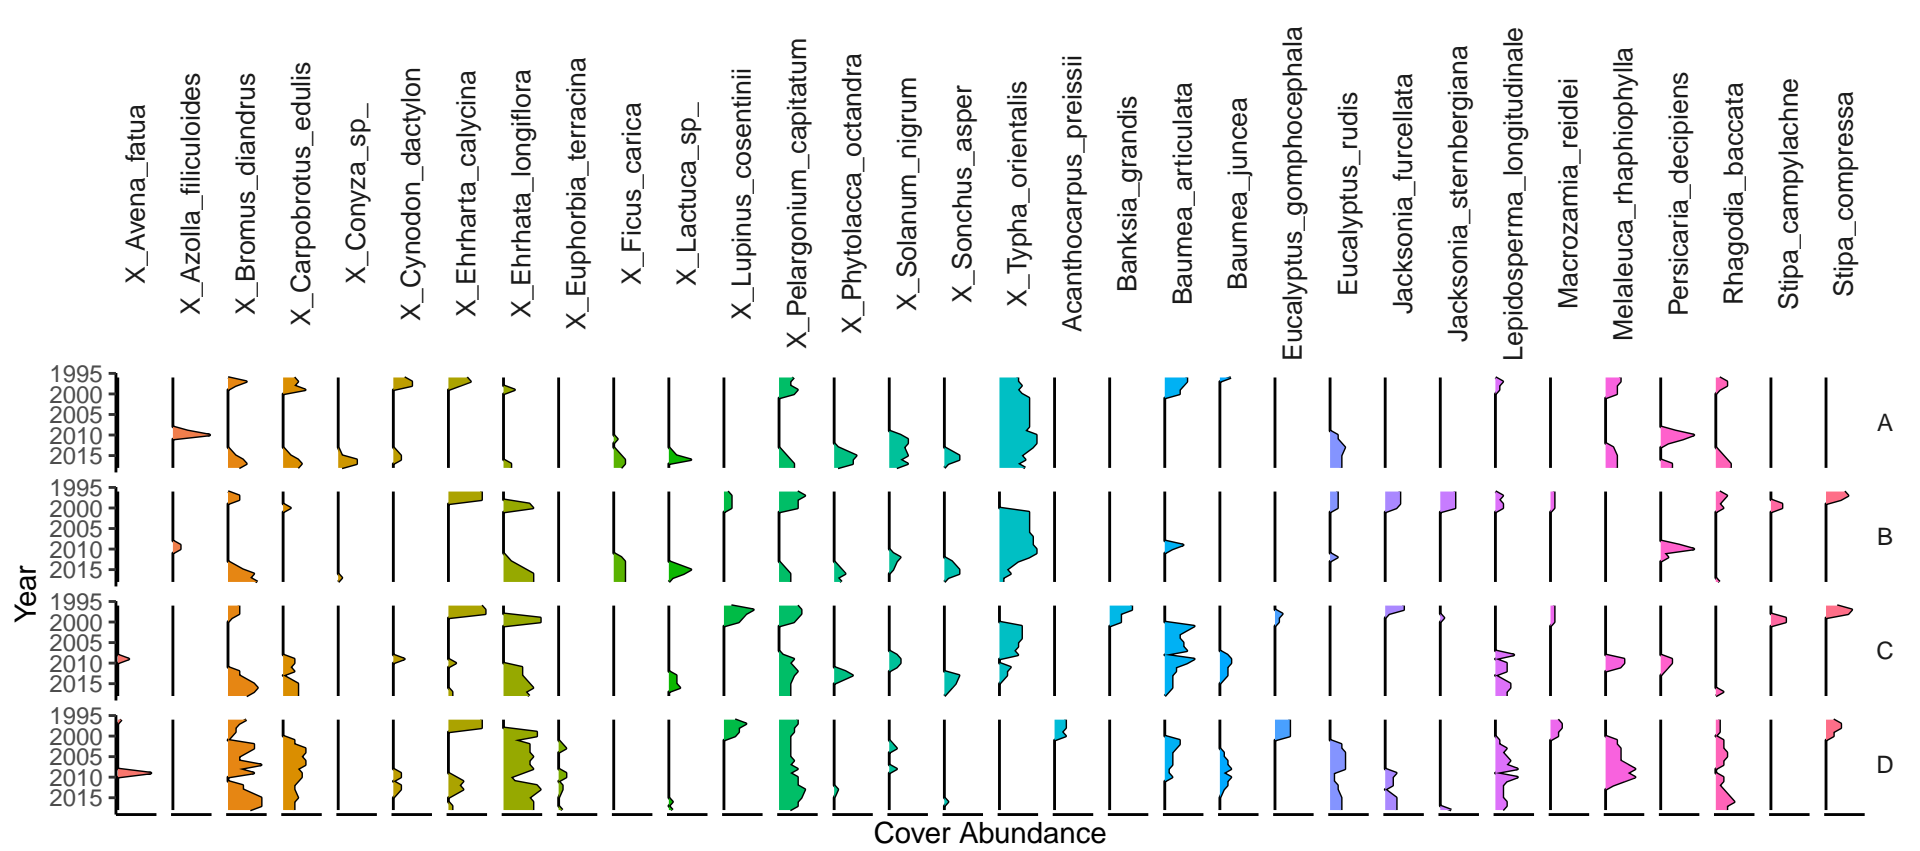 X_Avena_fatua
X_Azolla_filiculoides
X_Bromus_diandrus
X_Carpobrotus_edulis
X_Conyza_sp_
X_Cynodon_dactylon
X_Ehrharta_calycina
X_Ehrhata_longiflora
X_Euphorbia_terracina
X_Ficus_carica
X_Lactuca_sp_
X_Lupinus_cosentinii
X_Pelargonium_capitatum
X_Phytolacca_octandra
X_Solanum_nigrum
X_Sonchus_asper
X_Typha_orientalis
Acanthocarpus_preissii
Banksia_grandis
Baumea_articulata
Baumea_juncea
Eucalyptus_gomphocephala
Eucalyptus_rudis
Jacksonia_furcellata
Jacksonia_sternbergiana
Lepidosperma_longitudinale
Macrozamia_reidlei
Melaleuca_rhaphiophylla
Persicaria_decipiens
Rhagodia_baccata
Stipa_campylachne
Stipa_compressa
1995
2000
2005
2010
2015
A
1995
2000
2005
2010
2015
B
1995
2000
2005
2010
2015
C
1995
2000
2005
2010
2015
D
Year
Cover Abundance